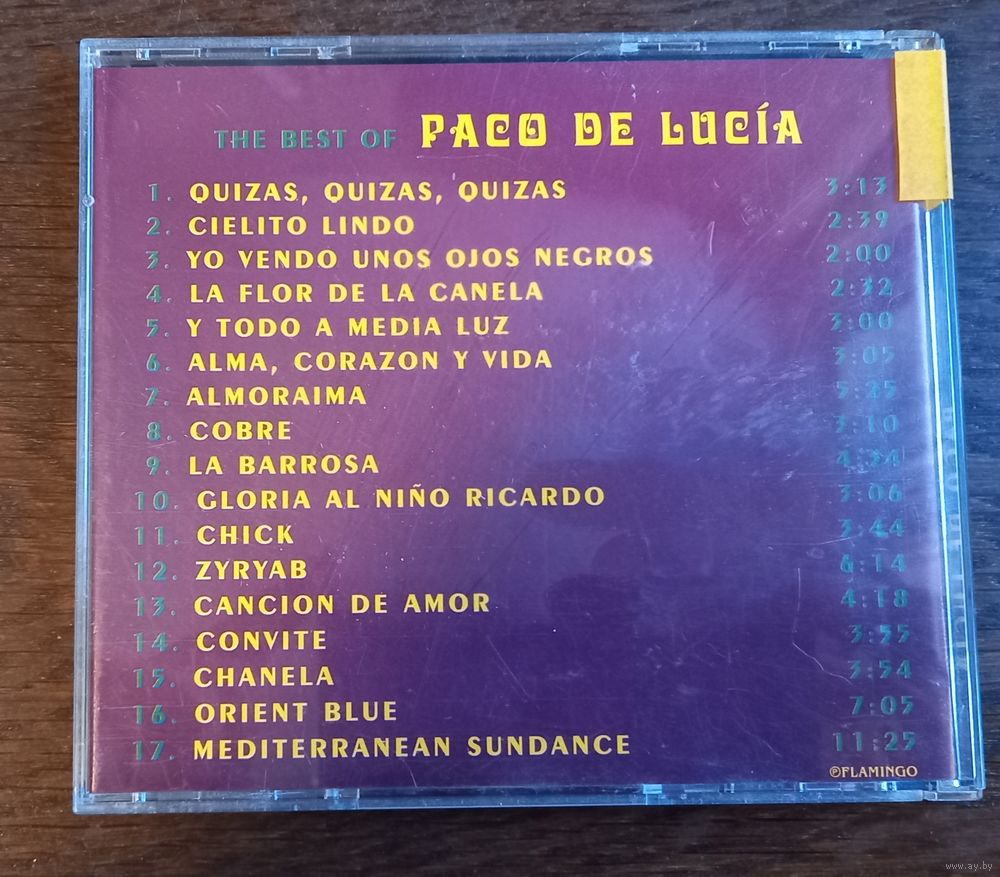 THE BEST OF PACO DE LUCÍA
1. QUIZAS, QUIZAS, QUIZAS 3:13
2. CIELITO LINDO 2:39
3. YO VENDO UNOS OJOS NEGROS 2:00
4. LA FLOR DE LA CANELA 2:32
5. Y TODO A MEDIA LUZ 3:00
6. ALMA, CORAZON Y VIDA 3:05
7. ALMORAIMA 5:25
8. COBRE 3:10
9. LA BARROSA
10. GLORIA AL NIÑO RICARDO 3:06
11. CHICK 3:44
12. ZYRYAB 6:14
13. CANCION DE AMOR 4:18
14. CONVITE 3:55
15. CHANELA 3:54
16. ORIENT BLUE 7:05
17. MEDITERRANEAN SUNDANCE 11:25
℗FLAMINGO
www.ay.by